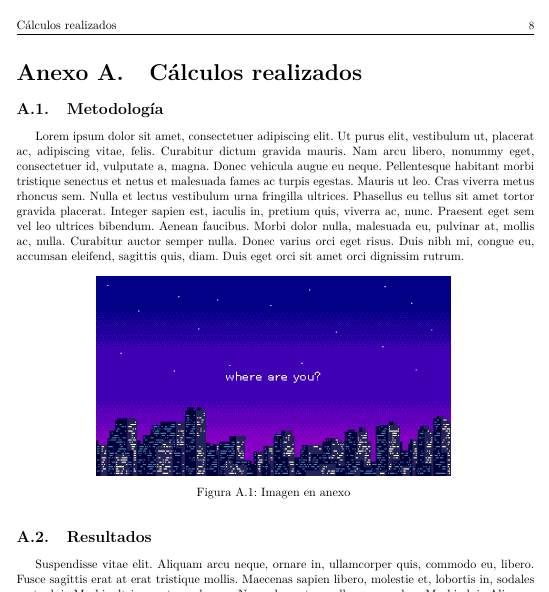 Cálculos realizados 8
Anexo A. Cálculos realizados
A.1. Metodología
Lorem ipsum dolor sit amet, consectetuer adipiscing elit. Ut purus elit, vestibulum ut, placerat
ac, adipiscing vitae, felis. Curabitur dictum gravida mauris. Nam arcu libero, nonummy eget,
consectetuer id, vulputate a, magna. Donec vehicula augue eu neque. Pellentesque habitant morbi
tristique senectus et netus et malesuada fames ac turpis egestas. Mauris ut leo. Cras viverra metus
rhoncus sem. Nulla et lectus vestibulum urna fringilla ultrices. Phasellus eu tellus sit amet tortor
gravida placerat. Integer sapien est, iaculis in, pretium quis, viverra ac, nunc. Praesent eget sem
vel leo ultrices bibendum. Aenean faucibus. Morbi dolor nulla, malesuada eu, pulvinar at, mollis
ac, nulla. Curabitur auctor semper nulla. Donec varius orci eget risus. Duis nibh mi, congue eu,
accumsan eleifend, sagittis quis, diam. Duis eget orci sit amet orci dignissim rutrum.
where are you?
Figura A.1: Imagen en anexo
A.2. Resultados
Suspendisse vitae elit. Aliquam arcu neque, ornare in, ullamcorper quis, commodo eu, libero.
Fusce sagittis erat at erat tristique mollis. Maecenas sapien libero, molestie et, lobortis in, sodales